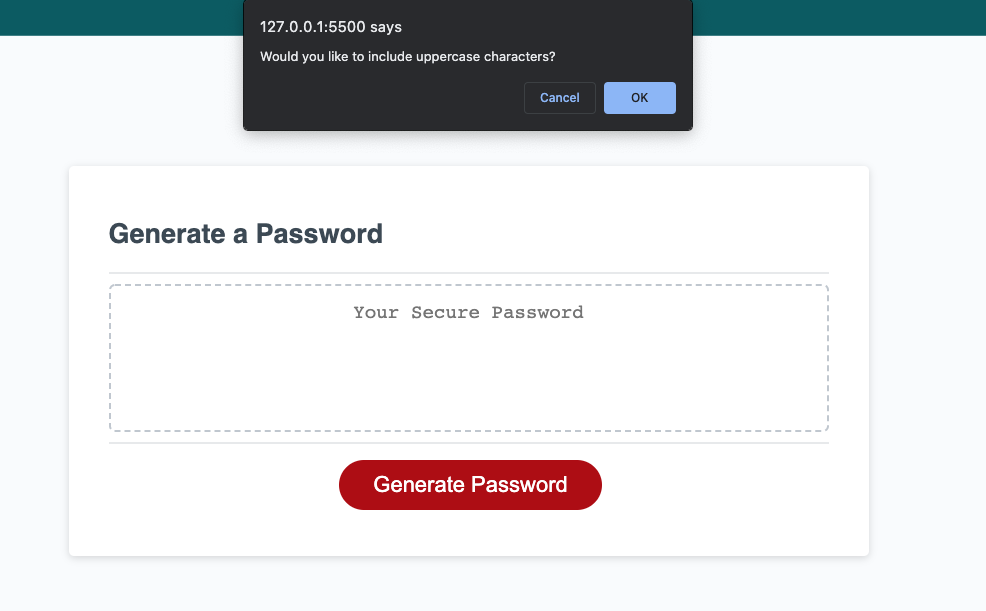 127.0.0.1:5500 says
Would you like to include uppercase characters?
Cancel
OK
Generate a Password
Your Secure Password
Generate Password